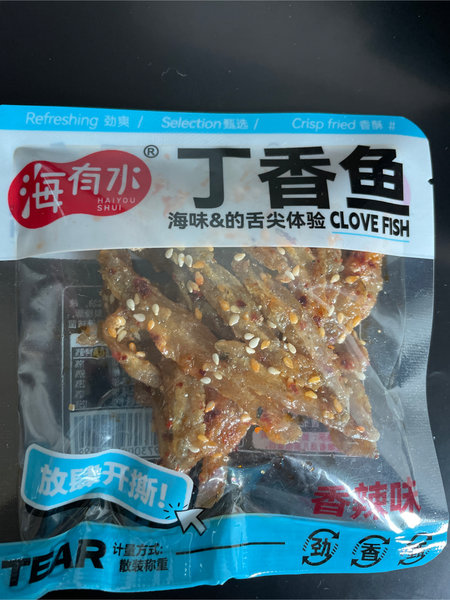 Refreshing 劲爽 / Selection 甄选 / Crisp fried 香酥 #
海有水 ®
HAIYOU
SHUI
丁香鱼
海味&的舌尖体验 CLOVE FISH
放肆开撕!
香辣味
TEAR
计量方式:
散装称重
劲
香